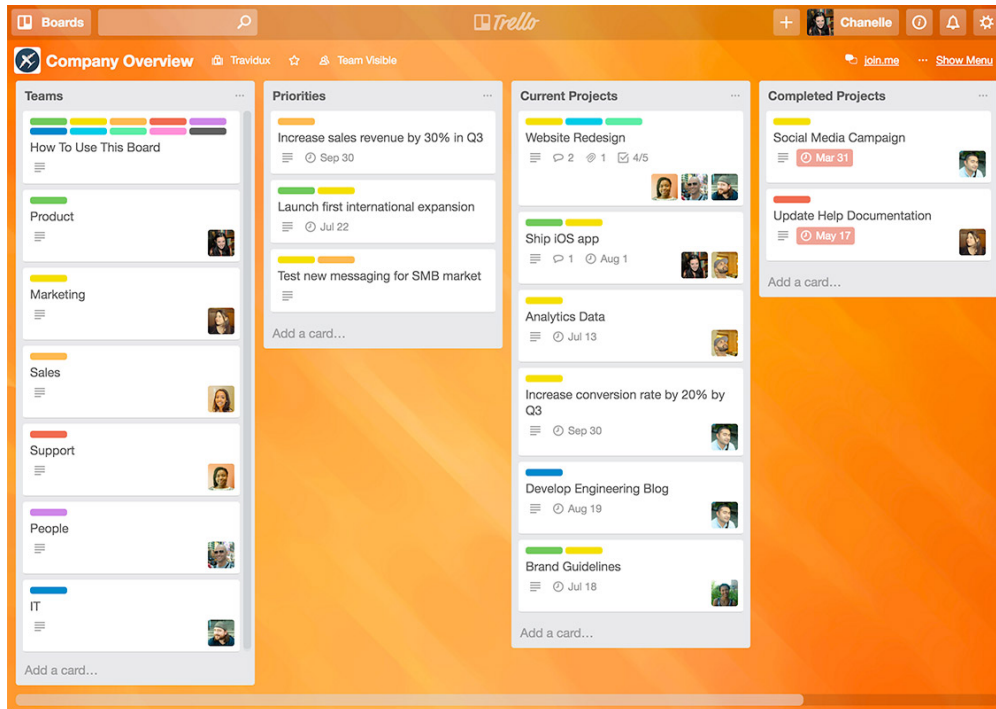 Boards
Trello
Chanelle
Company Overview
Travidux
Team Visible
join.me
... Show Menu
Teams
...
How To Use This Board
Product
Marketing
Sales
Support
People
IT
Add a card...
Priorities
...
Increase sales revenue by 30% in Q3
Sep 30
Launch first international expansion
Jul 22
Test new messaging for SMB market
Add a card...
Current Projects
...
Website Redesign
2 1 4/5
Ship iOS app
1 Aug 1
Analytics Data
Jul 13
Increase conversion rate by 20% by
Q3
Sep 30
Develop Engineering Blog
Aug 19
Brand Guidelines
Jul 18
Add a card...
Completed Projects
...
Social Media Campaign
Mar 31
Update Help Documentation
May 17
Add a card...